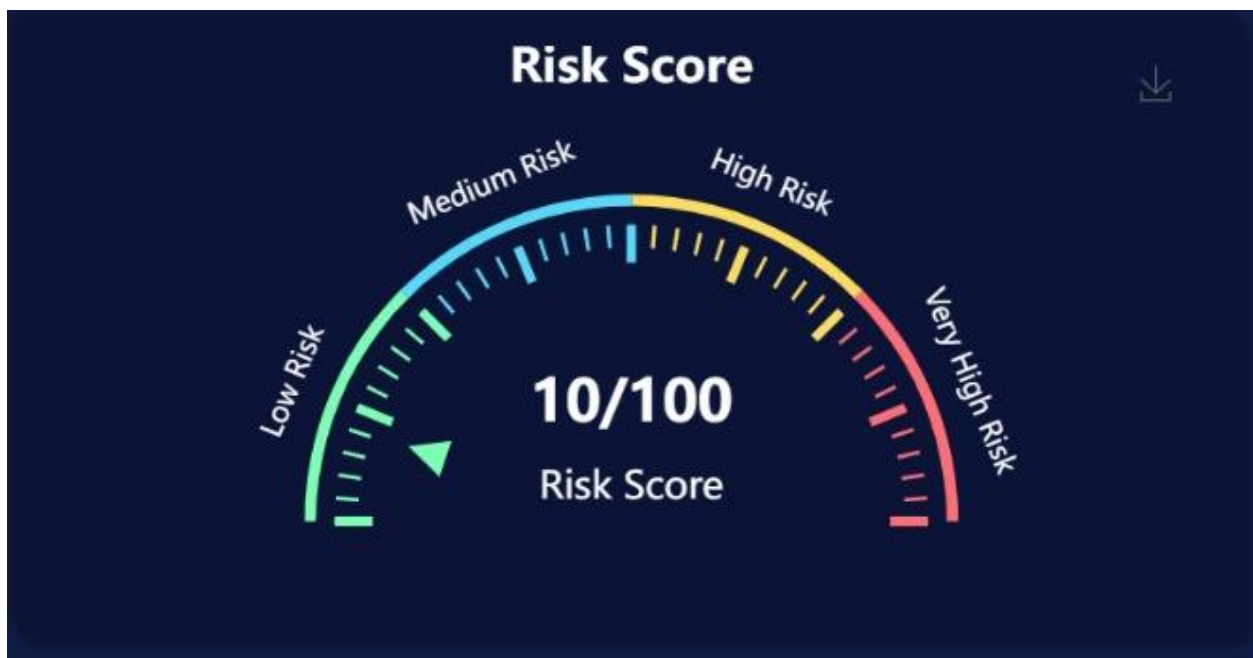 Risk Score
Medium Risk
High Risk
Low Risk
Very High Risk
10/100
Risk Score